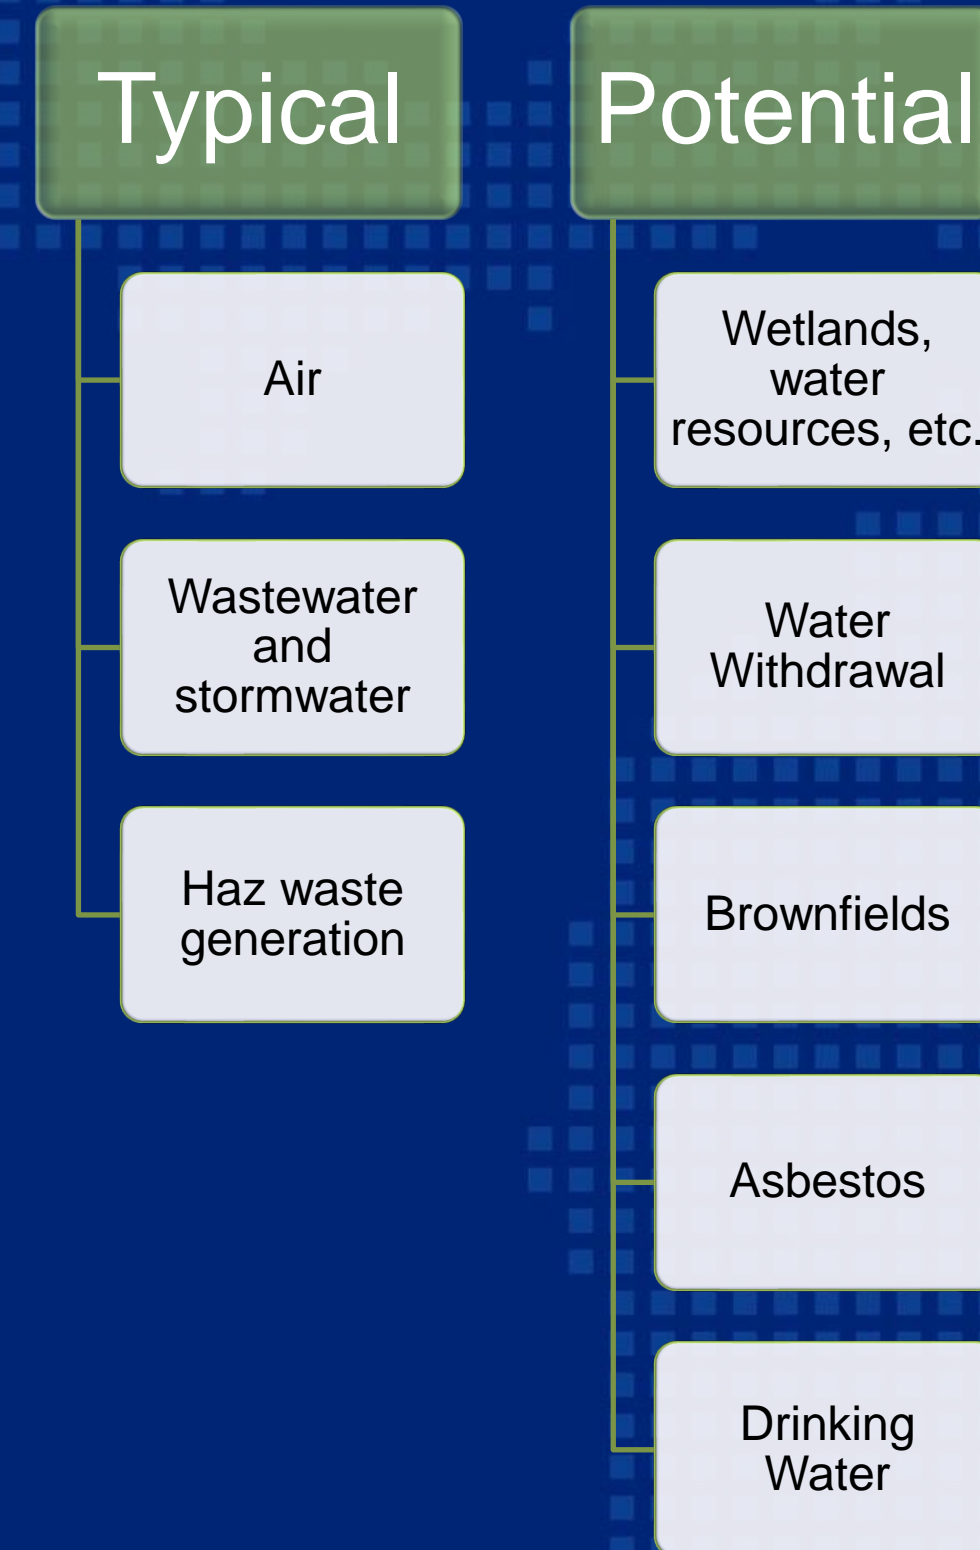 Typical
Air
Wastewater
and
stormwater
Haz waste
generation
Potential
Wetlands,
water
resources, etc.
Water
Withdrawal
Brownfields
Asbestos
Drinking
Water